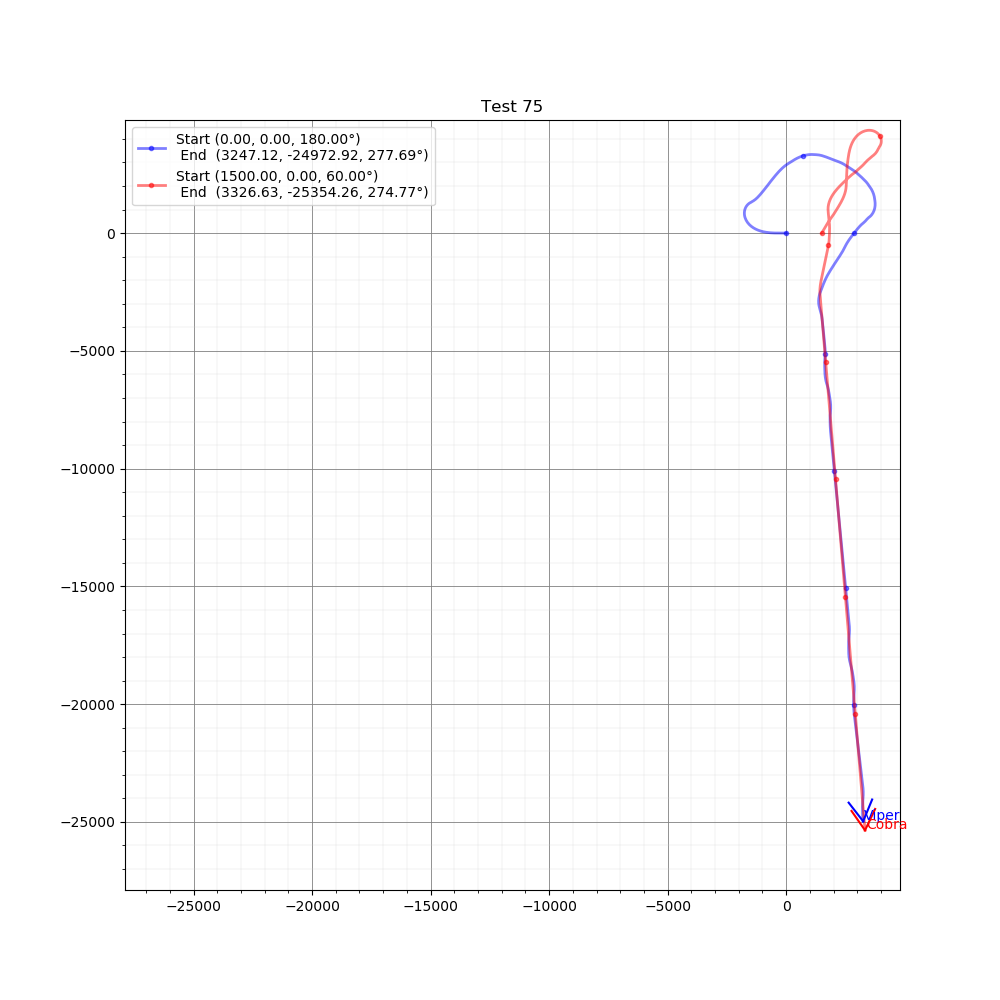 Test 75
Start (0.00, 0.00, 180.00°)
End (3247.12, -24972.92, 277.69°)
Start (1500.00, 0.00, 60.00°)
End (3326.63, -25354.26, 274.77°)
0
−5000
−10000
−15000
−20000
−25000
Viper
Cobra
−25000 −20000 −15000 −10000 −5000 0